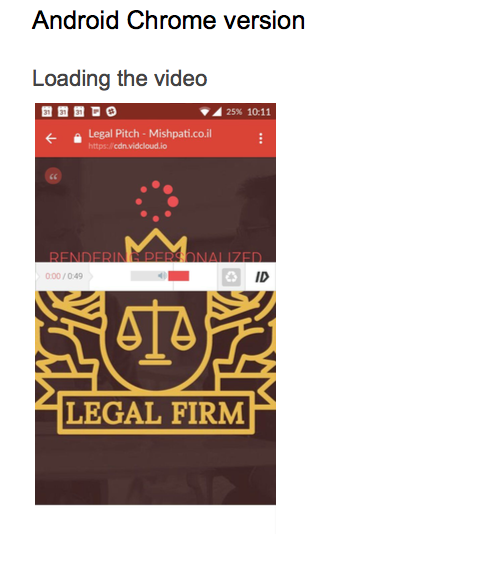 Android Chrome version
Loading the video
31 31 31 25% 10:11
Legal Pitch - Mishpati.co.il
https://cdn.vidcloud.io
RENDERING PERSONALIZED
0:00 / 0:49
ID
LEGAL FIRM